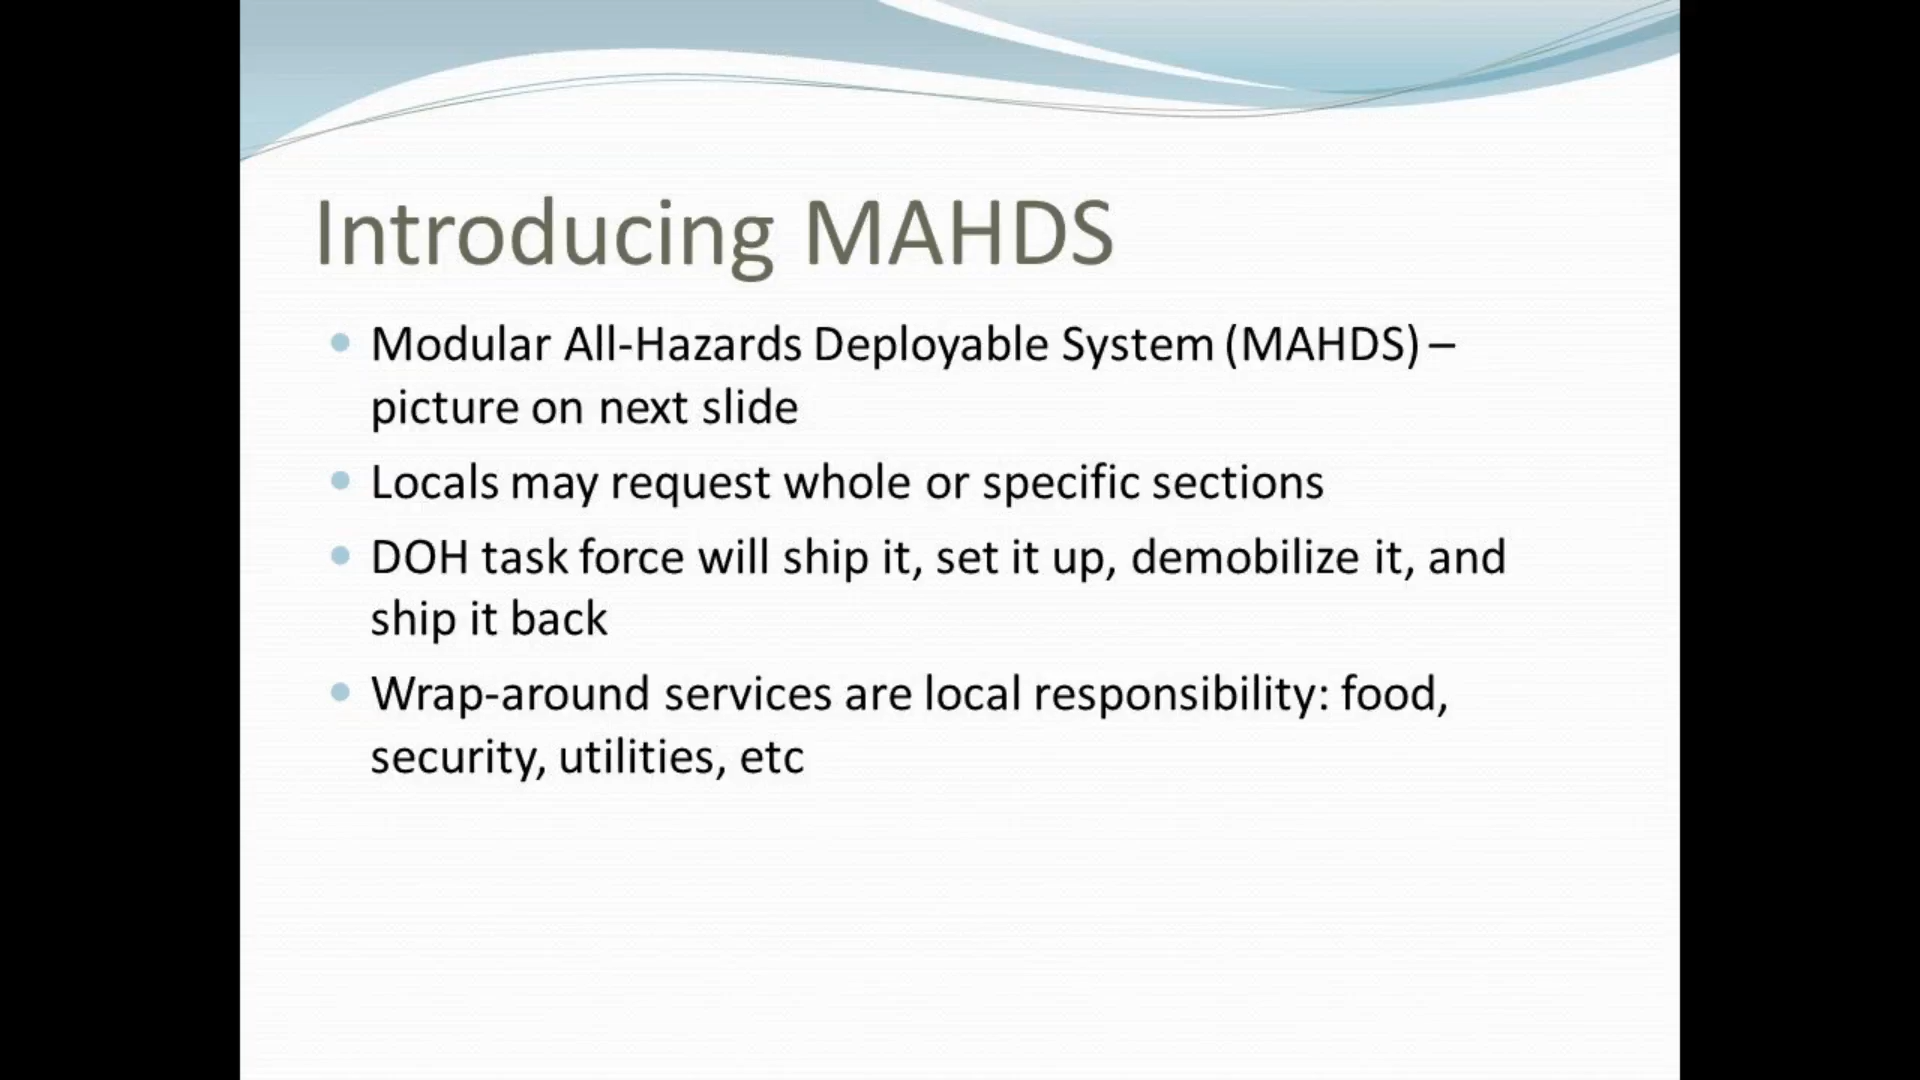 Introducing MAHDS
Modular All-Hazards Deployable System (MAHDS) –
picture on next slide
Locals may request whole or specific sections
DOH task force will ship it, set it up, demobilize it, and
ship it back
Wrap-around services are local responsibility: food,
security, utilities, etc